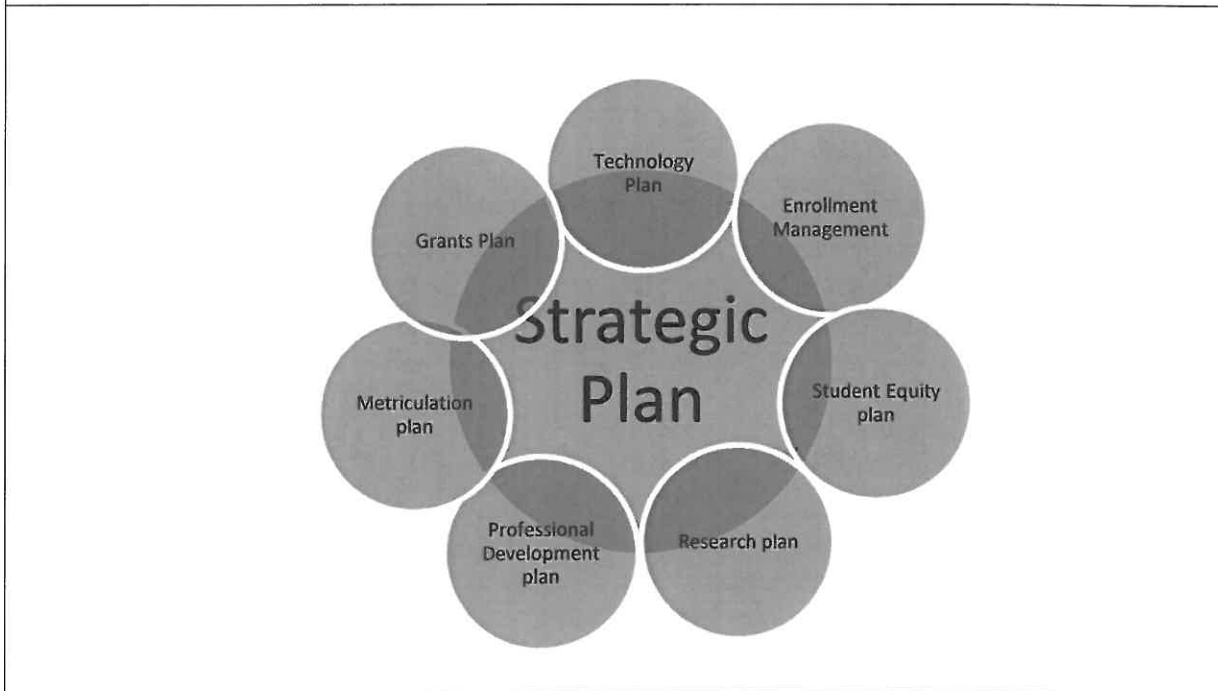 Technology
Plan
Enrollment
Management
Grants Plan
Strategic
Plan
Student Equity
plan
Metriculation
plan
Professional
Development
plan
Research plan